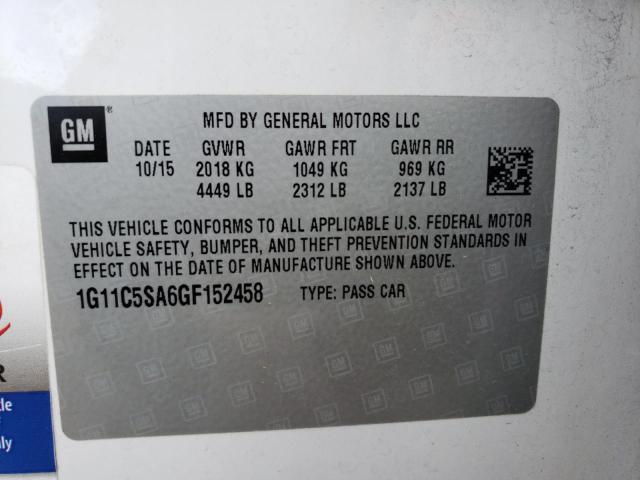 GM ®
MFD BY GENERAL MOTORS LLC
DATE GVWR GAWR FRT GAWR RR
10/15 2018 KG 1049 KG 969 KG
4449 LB 2312 LB 2137 LB
THIS VEHICLE CONFORMS TO ALL APPLICABLE U.S. FEDERAL MOTOR
VEHICLE SAFETY, BUMPER, AND THEFT PREVENTION STANDARDS IN
EFFECT ON THE DATE OF MANUFACTURE SHOWN ABOVE.
1G11C5SA6GF152458 TYPE: PASS CAR